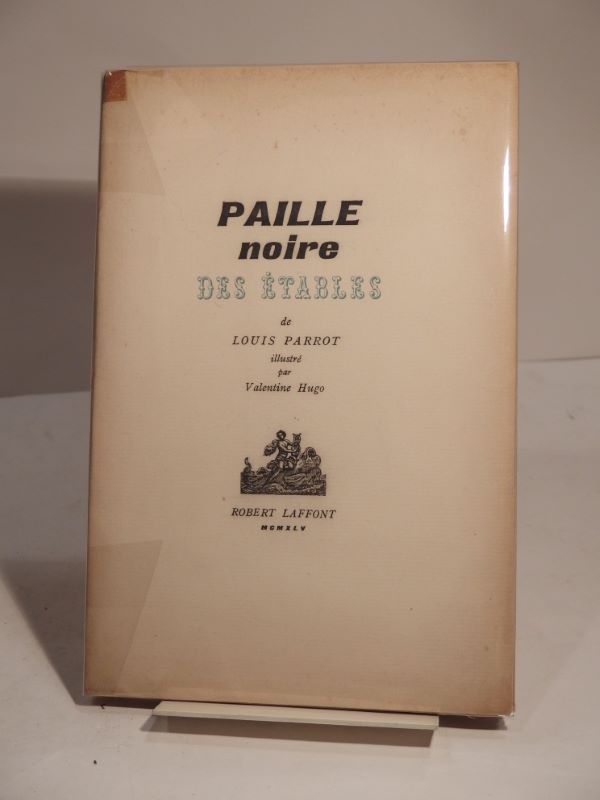 PAILLE
noire
DES ÉTABLES
de
LOUIS PARROT
illustré
par
Valentine Hugo
ROBERT LAFFONT
MCMXLV